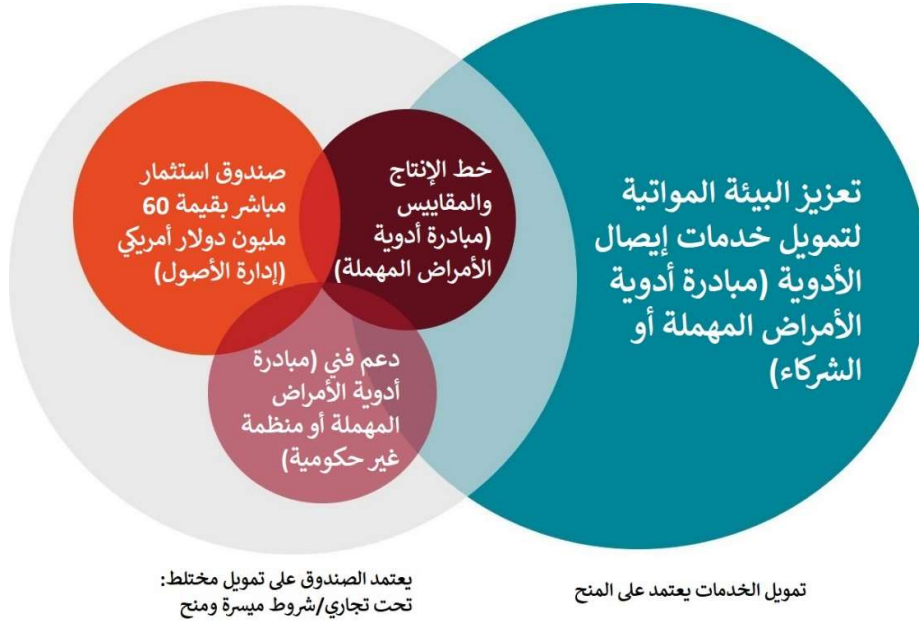 تعزيز البيئة المواتية
لتمويل خدمات إيصال
الأدوية (مبادرة أدوية
الأمراض المهملة أو
الشركاء)
خط الإنتاج
والمقاييس
(مبادرة أدوية
الأمراض المهملة)
صندوق استثمار
مباشر بقيمة 60
مليون دولار أمريكي
(إدارة الأصول)
دعم فني (مبادرة
أدوية الأمراض
المهملة أو منظمة
غير حكومية)
تمويل الخدمات يعتمد على المنح
يعتمد الصندوق على تمويل مختلط:
تحت تجاري/شروط ميسرة ومنح